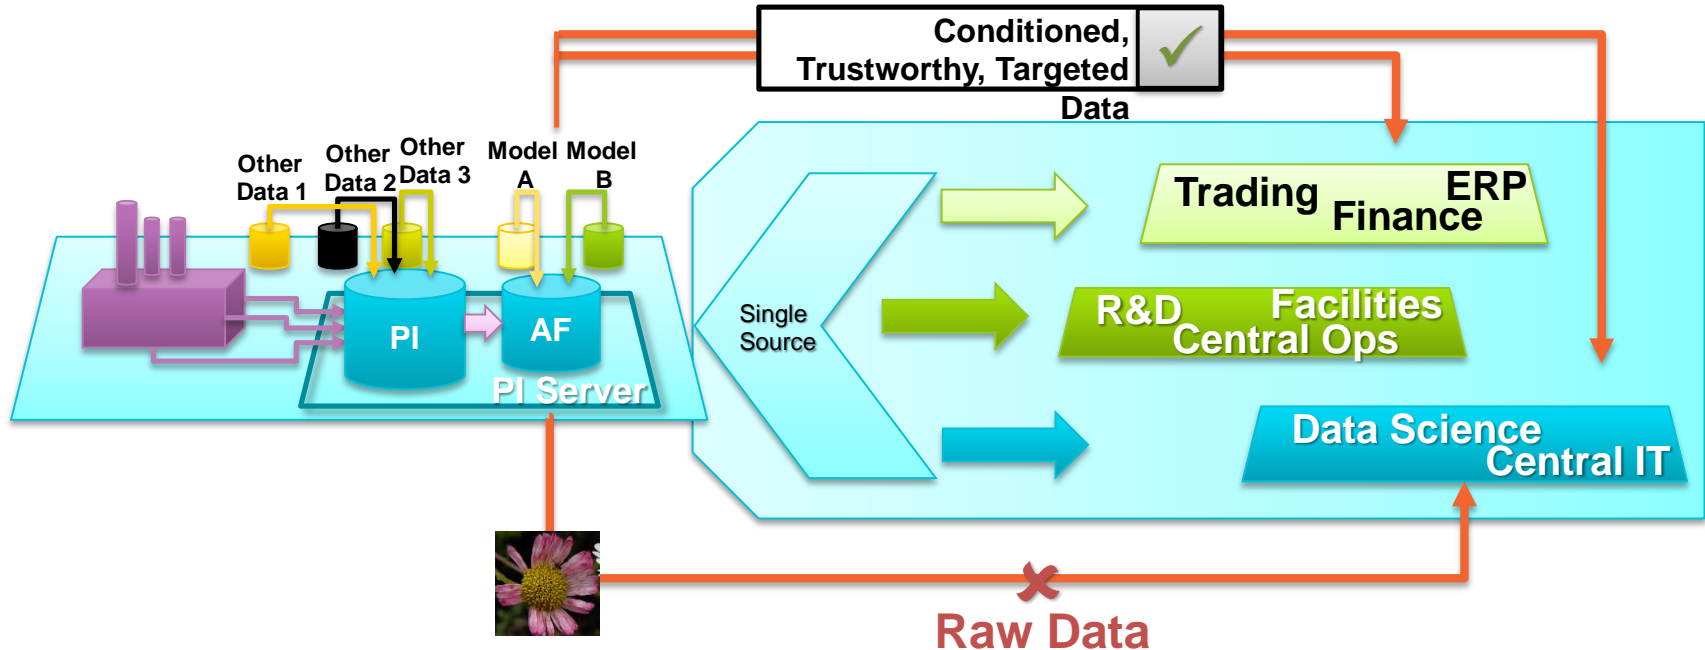 Conditioned,
Trustworthy, Targeted
Data
Other
Data 1
Other
Data 2
Other
Data 3
Model
A
Model
B
PI
AF
PI Server
Single
Source
Trading
ERP
Finance
R&D
Facilities
Central Ops
Data Science
Central IT
Raw Data